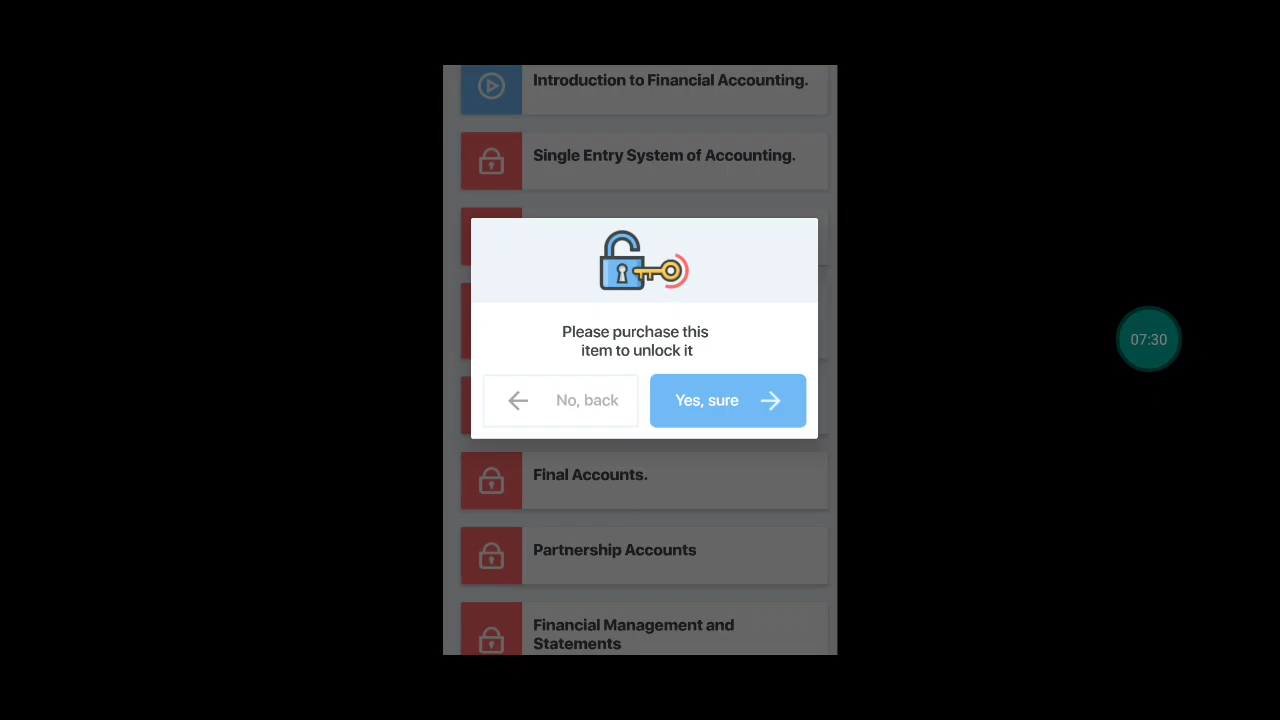 Introduction to Financial Accounting.
Single Entry System of Accounting.
Please purchase this
item to unlock it
No, back
Yes, sure
07:30
Final Accounts.
Partnership Accounts
Financial Management and
Statements